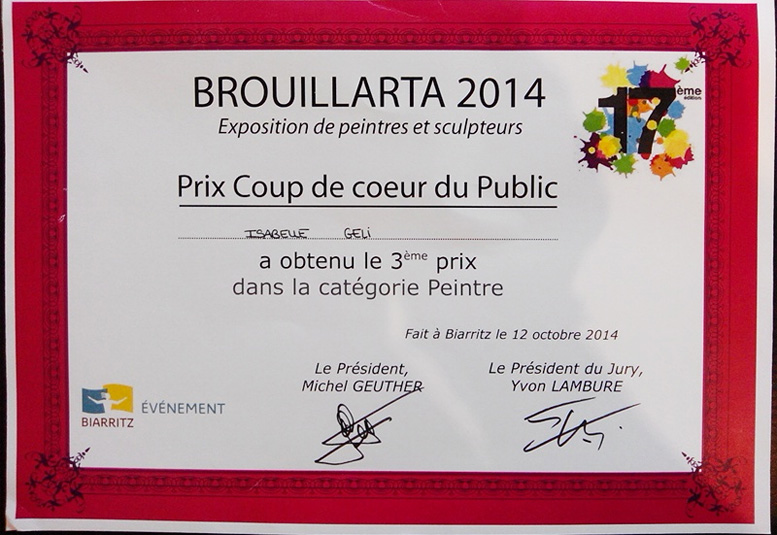 BROUILLARTA 2014
Exposition de peintres et sculpteurs
17ème
édition
Prix Coup de coeur du Public
ISABELLE GELI
a obtenu le 3ème prix
dans la catégorie Peintre
Fait à Biarritz le 12 octobre 2014
Le Président,
Michel GEUTHER
Le Président du Jury,
Yvon LAMBURE
BIARRITZ
ÉVÉNEMENT